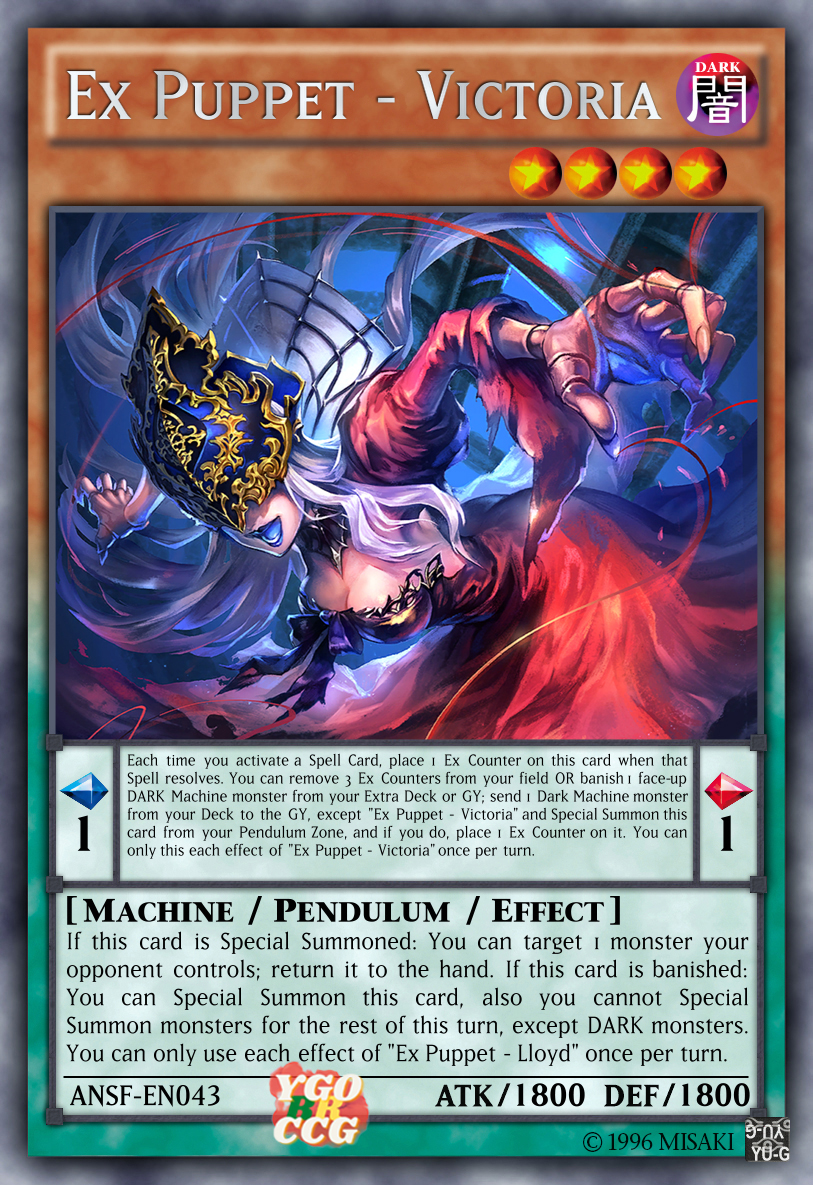 Ex Puppet - Victoria
DARK
闇
Each time you activate a Spell Card, place 1 Ex Counter on this card when that
Spell resolves. You can remove 3 Ex Counters from your field OR banish 1 face-up
DARK Machine monster from your Extra Deck or GY; send 1 Dark Machine monster
from your Deck to the GY, except "Ex Puppet - Victoria" and Special Summon this
card from your Pendulum Zone, and if you do, place 1 Ex Counter on it. You can
only this each effect of "Ex Puppet - Victoria" once per turn.
1
1
[ Machine / Pendulum / Effect ]
If this card is Special Summoned: You can target 1 monster your
opponent controls; return it to the hand. If this card is banished:
You can Special Summon this card, also you cannot Special
Summon monsters for the rest of this turn, except DARK monsters.
You can only use each effect of "Ex Puppet - Lloyd" once per turn.
ANSF-EN043
YGO
RR
CCG
ATK/1800 DEF/1800
© 1996 MISAKI
YU-G
YU-G